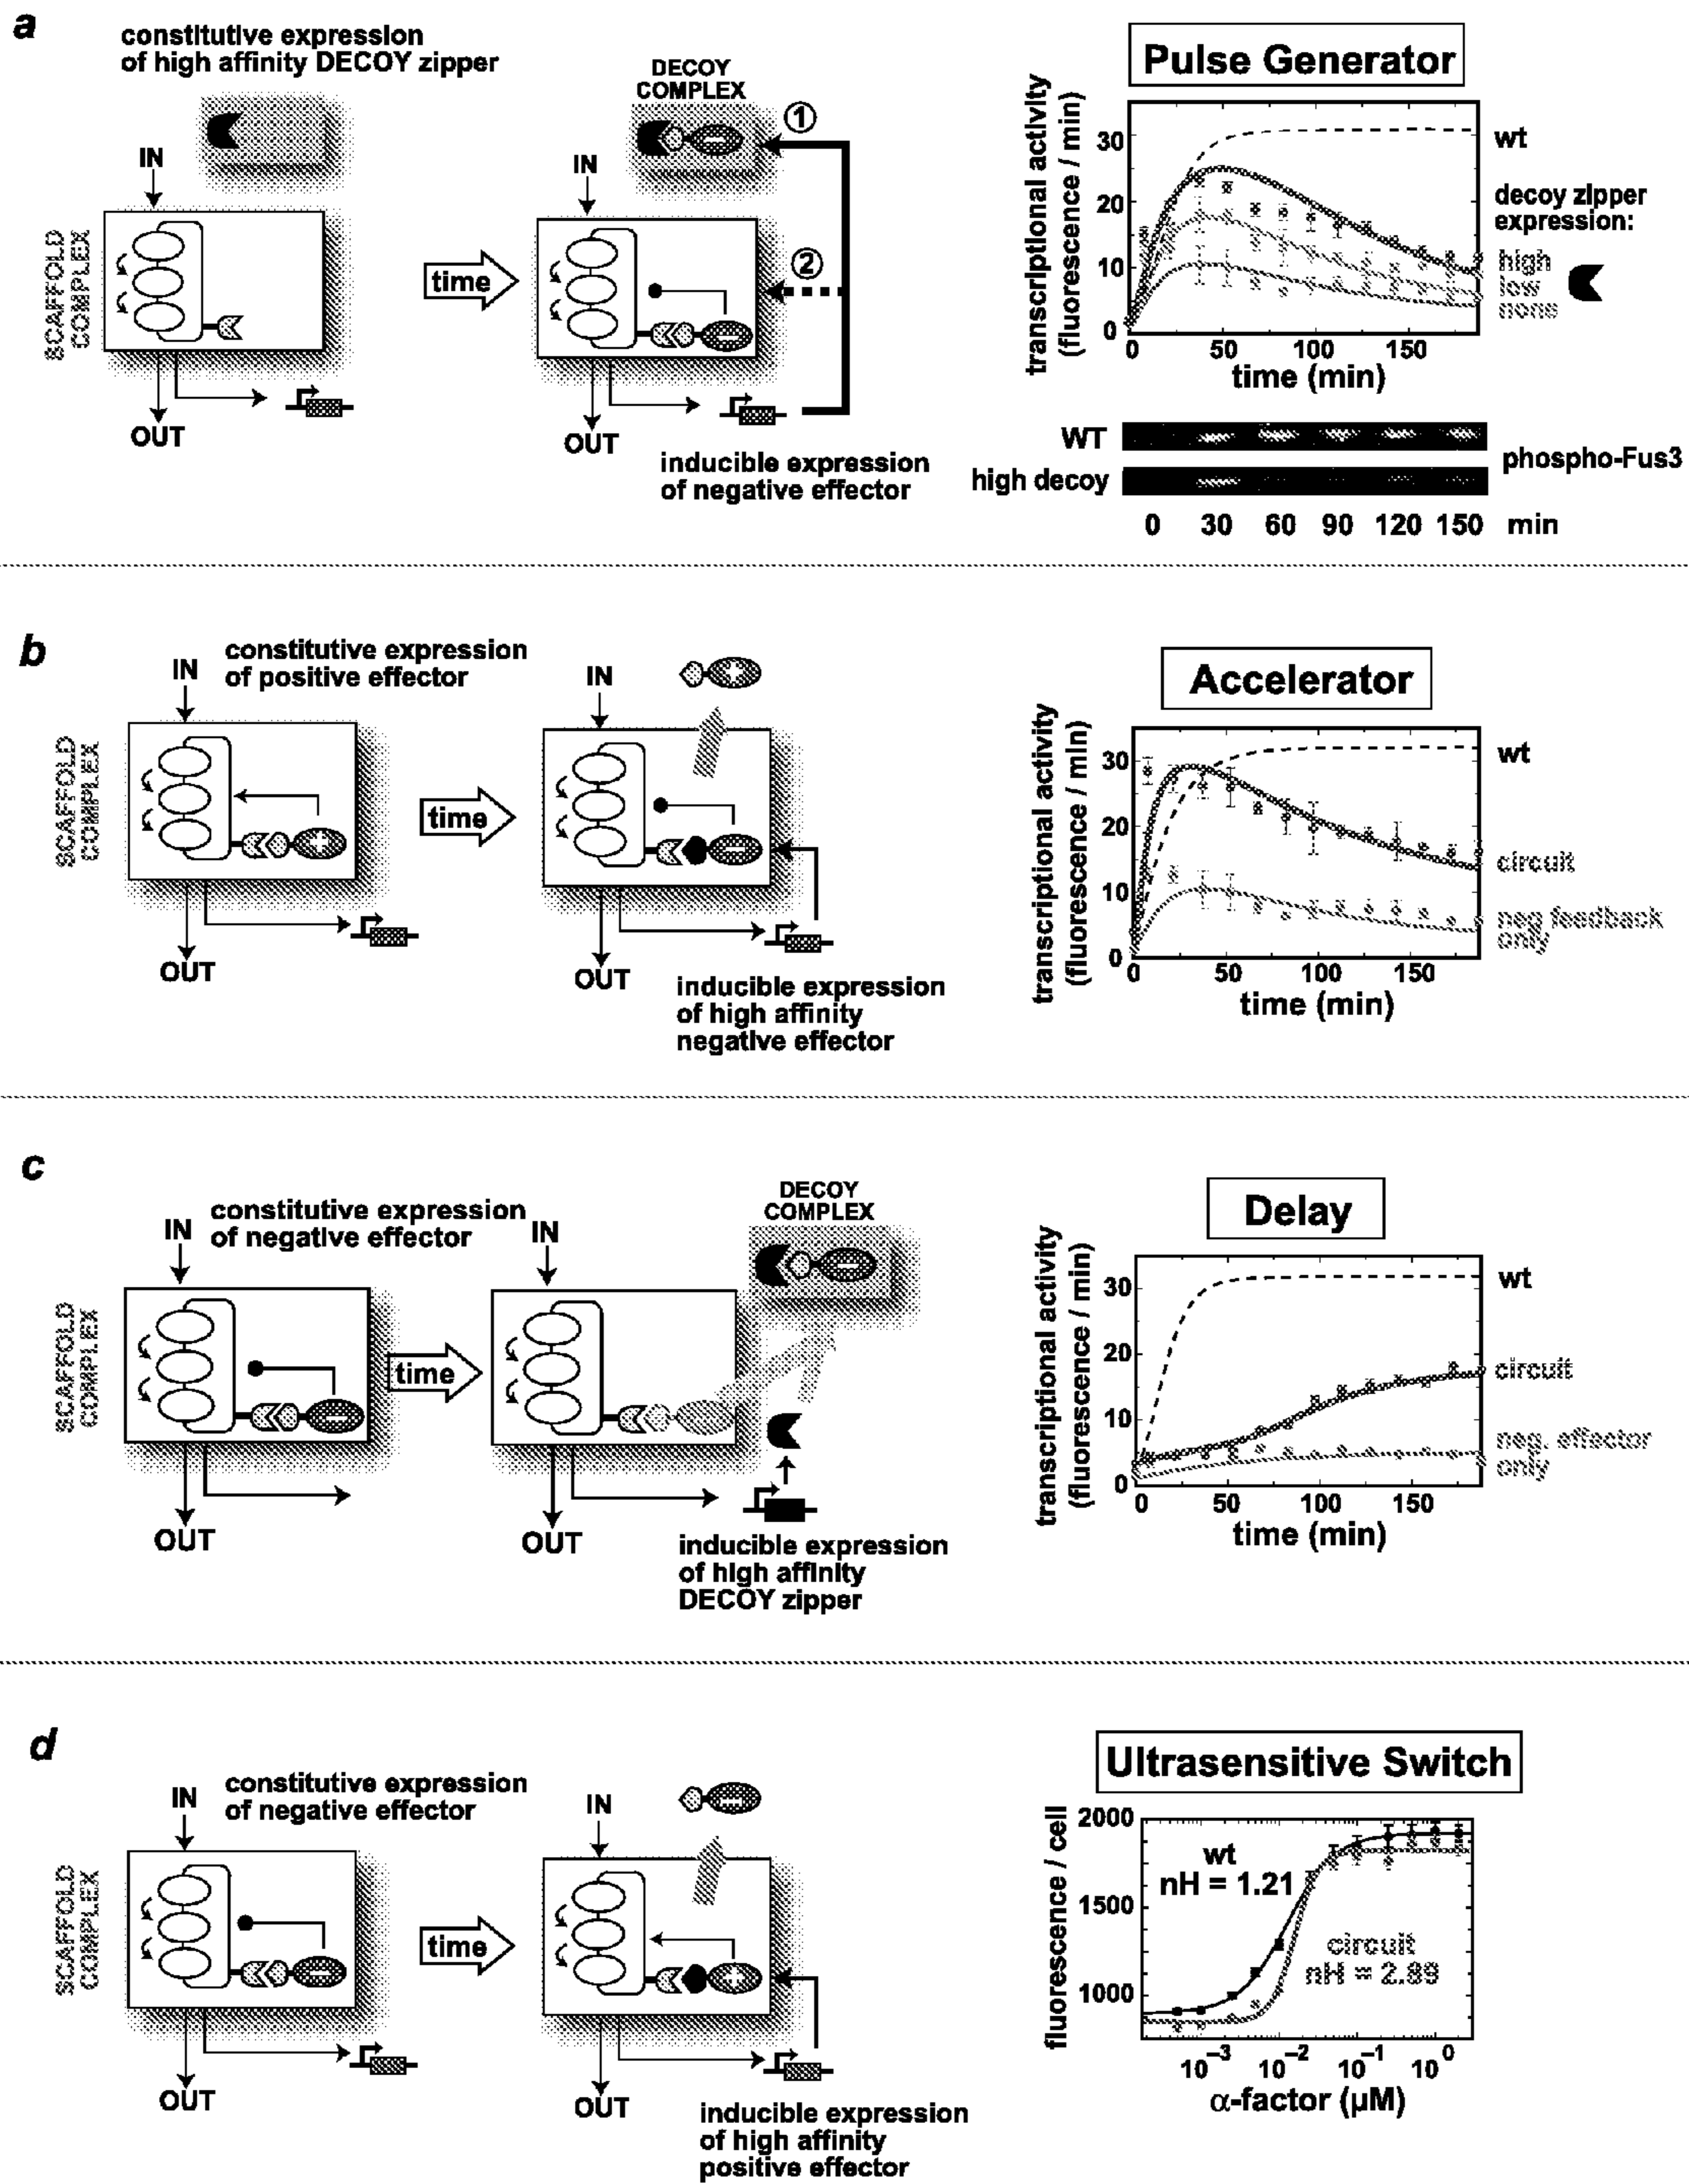 a
constitutive expression
of high affinity DECOY zipper
IN
SCAFFOLD
COMPLEX
OUT
time
DECOY
COMPLEX
1
IN
2
OUT
inducible expression
of negative effector
Pulse Generator
transcriptional activity
(fluorescence / min)
30
20
10
0
0 50 100 150
time (min)
wt
decoy zipper
expression:
high
low
none
WT
high decoy
phospho-Fus3
0 30 60 90 120 150 min
b
constitutive expression
of positive effector
IN
SCAFFOLD
COMPLEX
+
OUT
time
IN
+
−
OUT
inducible expression
of high affinity
negative effector
Accelerator
transcriptional activity
(fluorescence / min)
30
20
10
0
0 50 100 150
time (min)
wt
circuit
neg feedback
only
c
constitutive expression
of negative effector
IN
SCAFFOLD
COMPLEX
−
OUT
time
IN
DECOY
COMPLEX
−
OUT
inducible expression
of high affinity
DECOY zipper
Delay
transcriptional activity
(fluorescence / min)
30
20
10
0
0 50 100 150
time (min)
wt
circuit
neg. effector
only
d
constitutive expression
of negative effector
IN
SCAFFOLD
COMPLEX
−
OUT
time
IN
−
+
OUT
inducible expression
of high affinity
positive effector
Ultrasensitive Switch
fluorescence / cell
2000
1500
1000
wt
nH = 1.21
circuit
nH = 2.89
10⁻³ 10⁻² 10⁻¹ 10⁰
α-factor (µM)